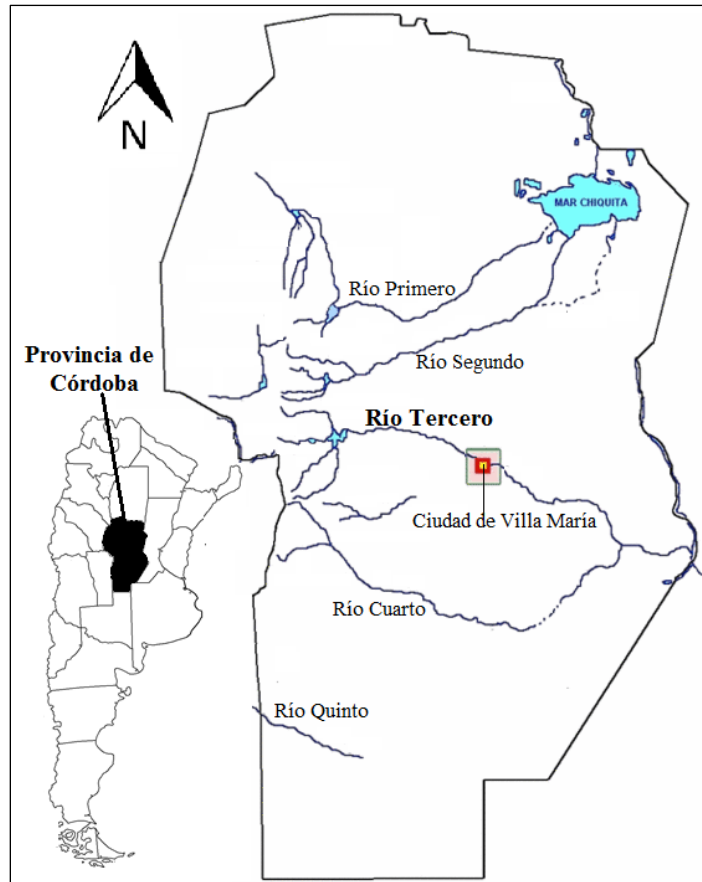 N
MAR CHIQUITA
Río Primero
Provincia de
Córdoba
Río Segundo
Río Tercero
Ciudad de Villa María
Río Cuarto
Río Quinto